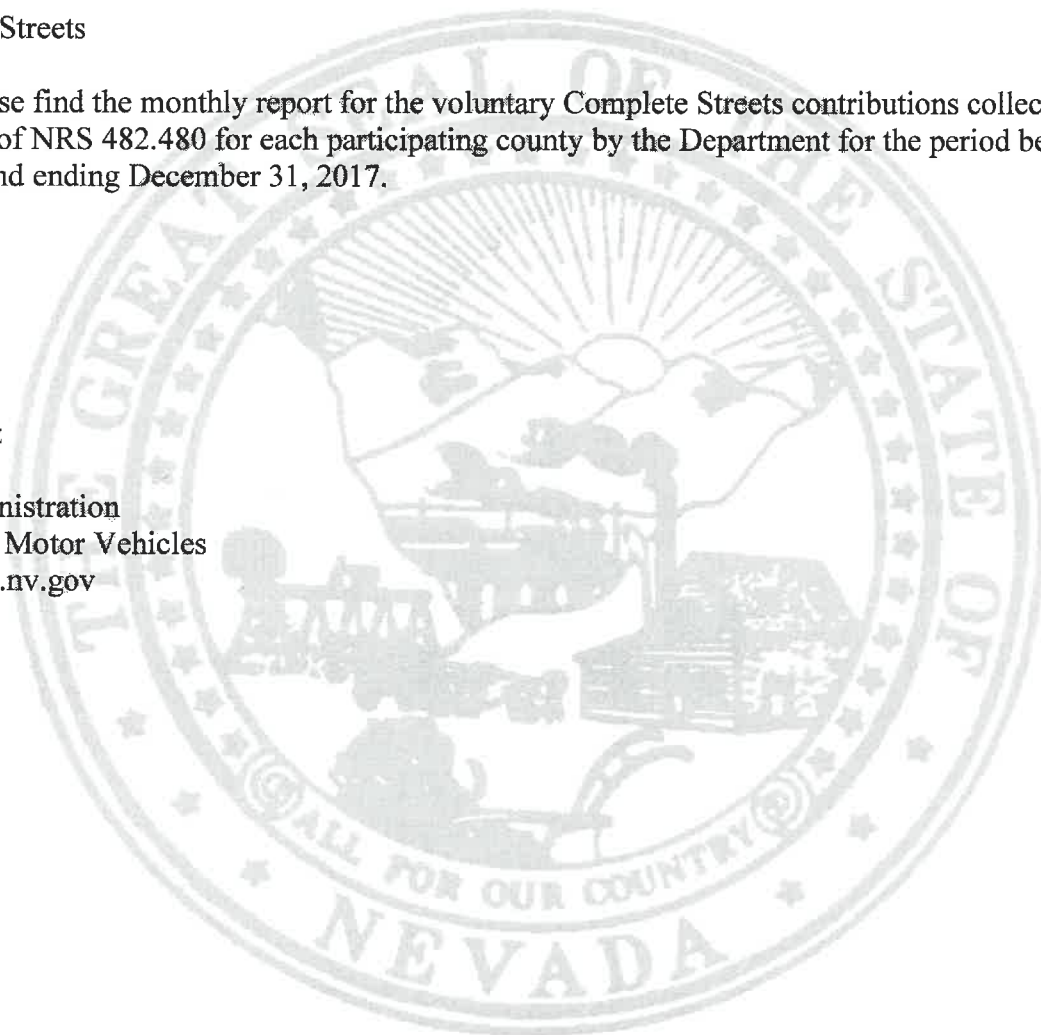 Streets
se find the monthly report for the voluntary Complete Streets contributions collec
of NRS 482.480 for each participating county by the Department for the period be
nd ending December 31, 2017.
nistration
Motor Vehicles
.nv.gov
THE GREAT SEAL OF THE STATE OF
NEVADA
ALL FOR OUR COUNTRY